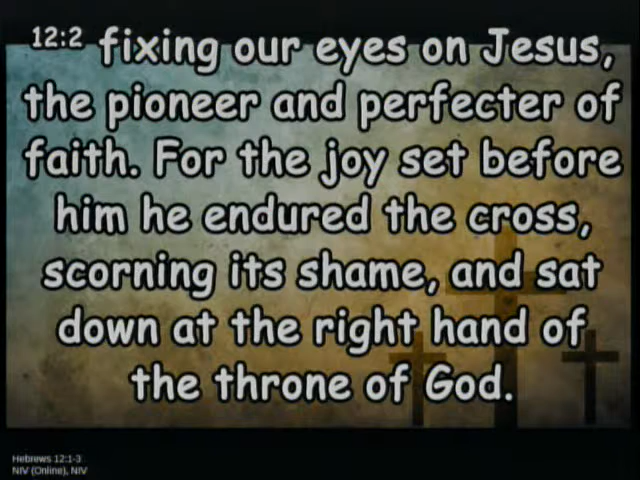 12:2 fixing our eyes on Jesus,
the pioneer and perfecter of
faith. For the joy set before
him he endured the cross,
scorning its shame, and sat
down at the right hand of
the throne of God.
Hebrews 12:1-3
NIV (Online), NIV